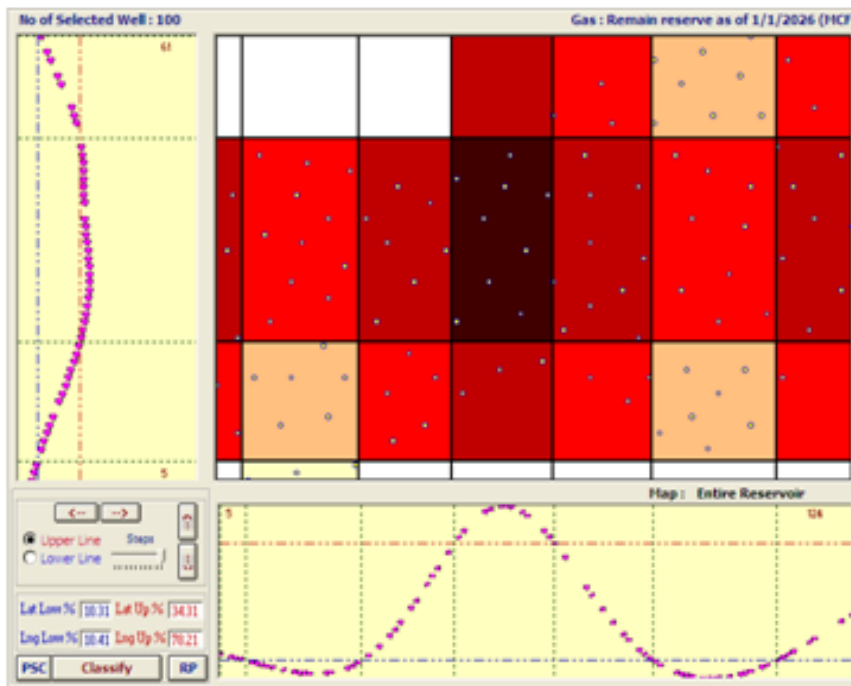 No of Selected Well : 100
Gas : Remain reserve as of 1/1/2026 (MCF
61
5
Map : Entire Reservoir
<-- -->
Upper Line Steps
Lower Line
5 124
Lat Low % 10.31 Lat Up % 34.31
Lng Low % 10.41 Lng Up % 70.21
PSC Classify RP